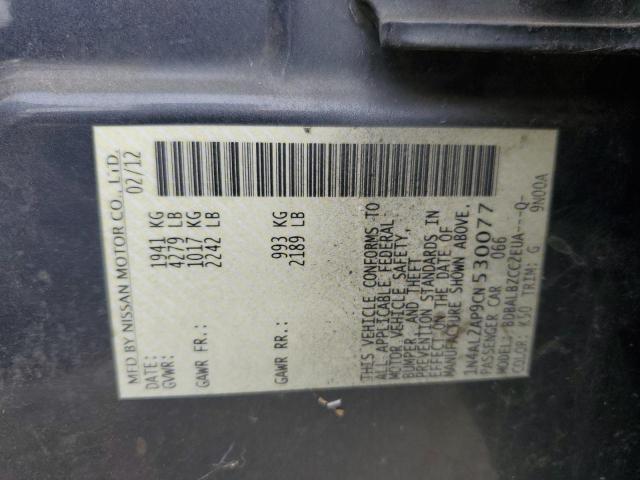 MFD BY NISSAN MOTOR CO.,LTD.
DATE: 02/12
GVWR: 1941 KG
4279 LB
GAWR FR.: 1017 KG
2242 LB
GAWR RR.: 993 KG
2189 LB
THIS VEHICLE CONFORMS TO
ALL APPLICABLE FEDERAL
MOTOR VEHICLE SAFETY,
BUMPER, AND THEFT
PREVENTION STANDARDS IN
EFFECT ON THE DATE OF
MANUFACTURE SHOWN ABOVE.
1N4AL2AP9CN530077
PASSENGER CAR 066
MODEL: BDBALBZCC2EUA---Q-
COLOR: K50 TRIM: G 9N00A